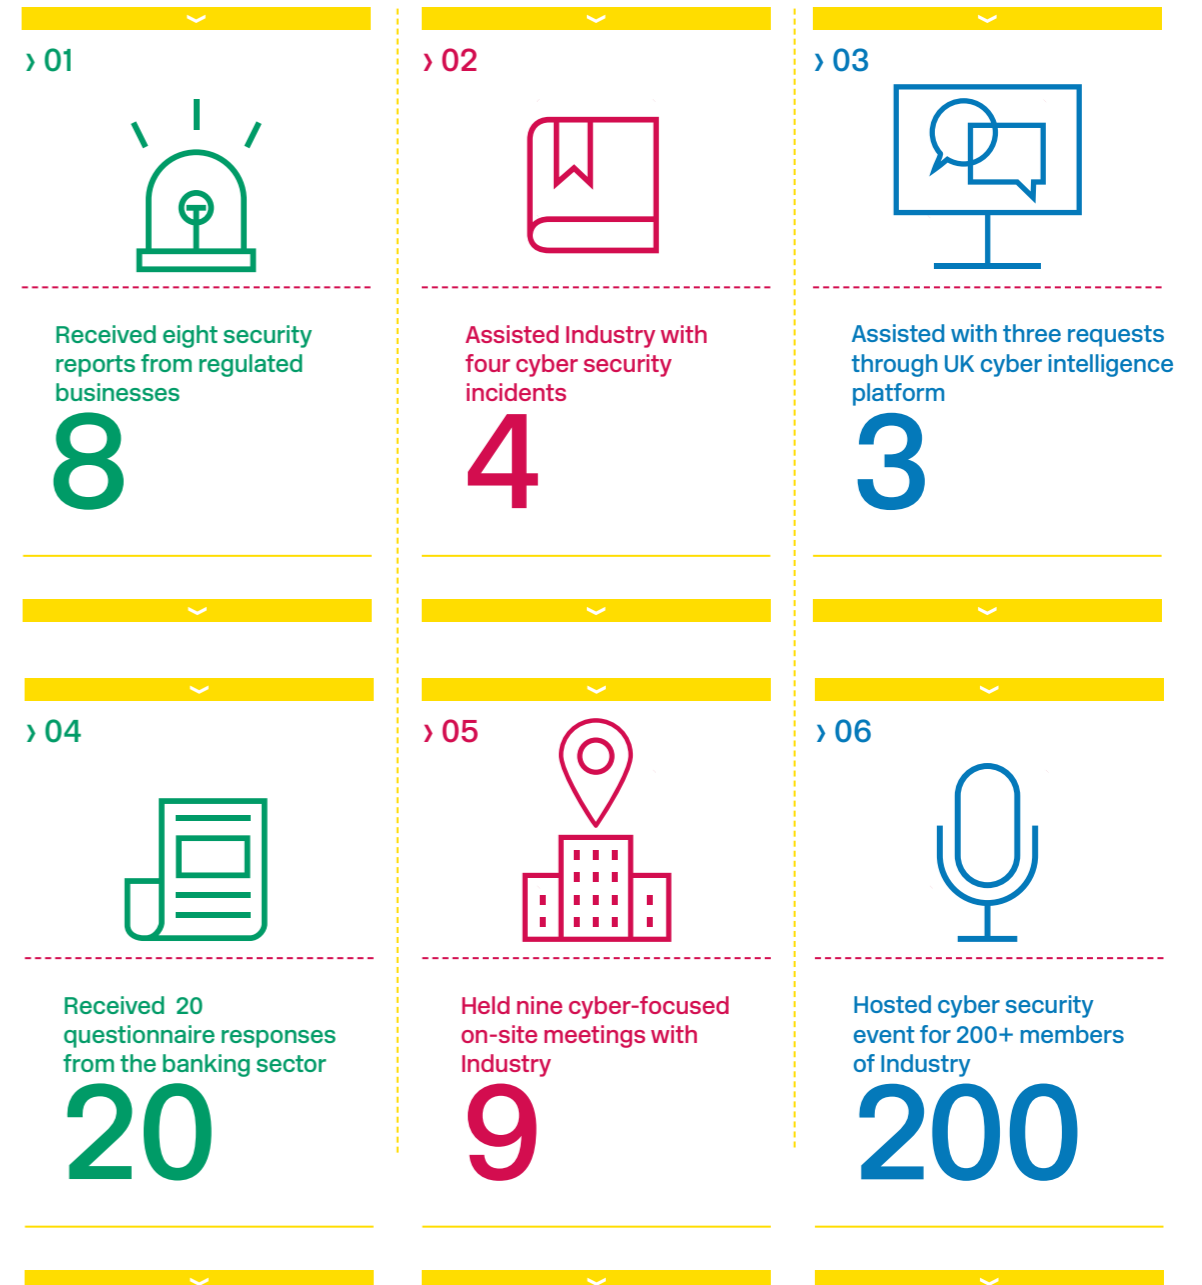 › 01
Received eight security
reports from regulated
businesses
8
› 02
Assisted Industry with
four cyber security
incidents
4
› 03
Assisted with three requests
through UK cyber intelligence
platform
3
› 04
Received 20
questionnaire responses
from the banking sector
20
› 05
Held nine cyber-focused
on-site meetings with
Industry
9
› 06
Hosted cyber security
event for 200+ members
of Industry
200